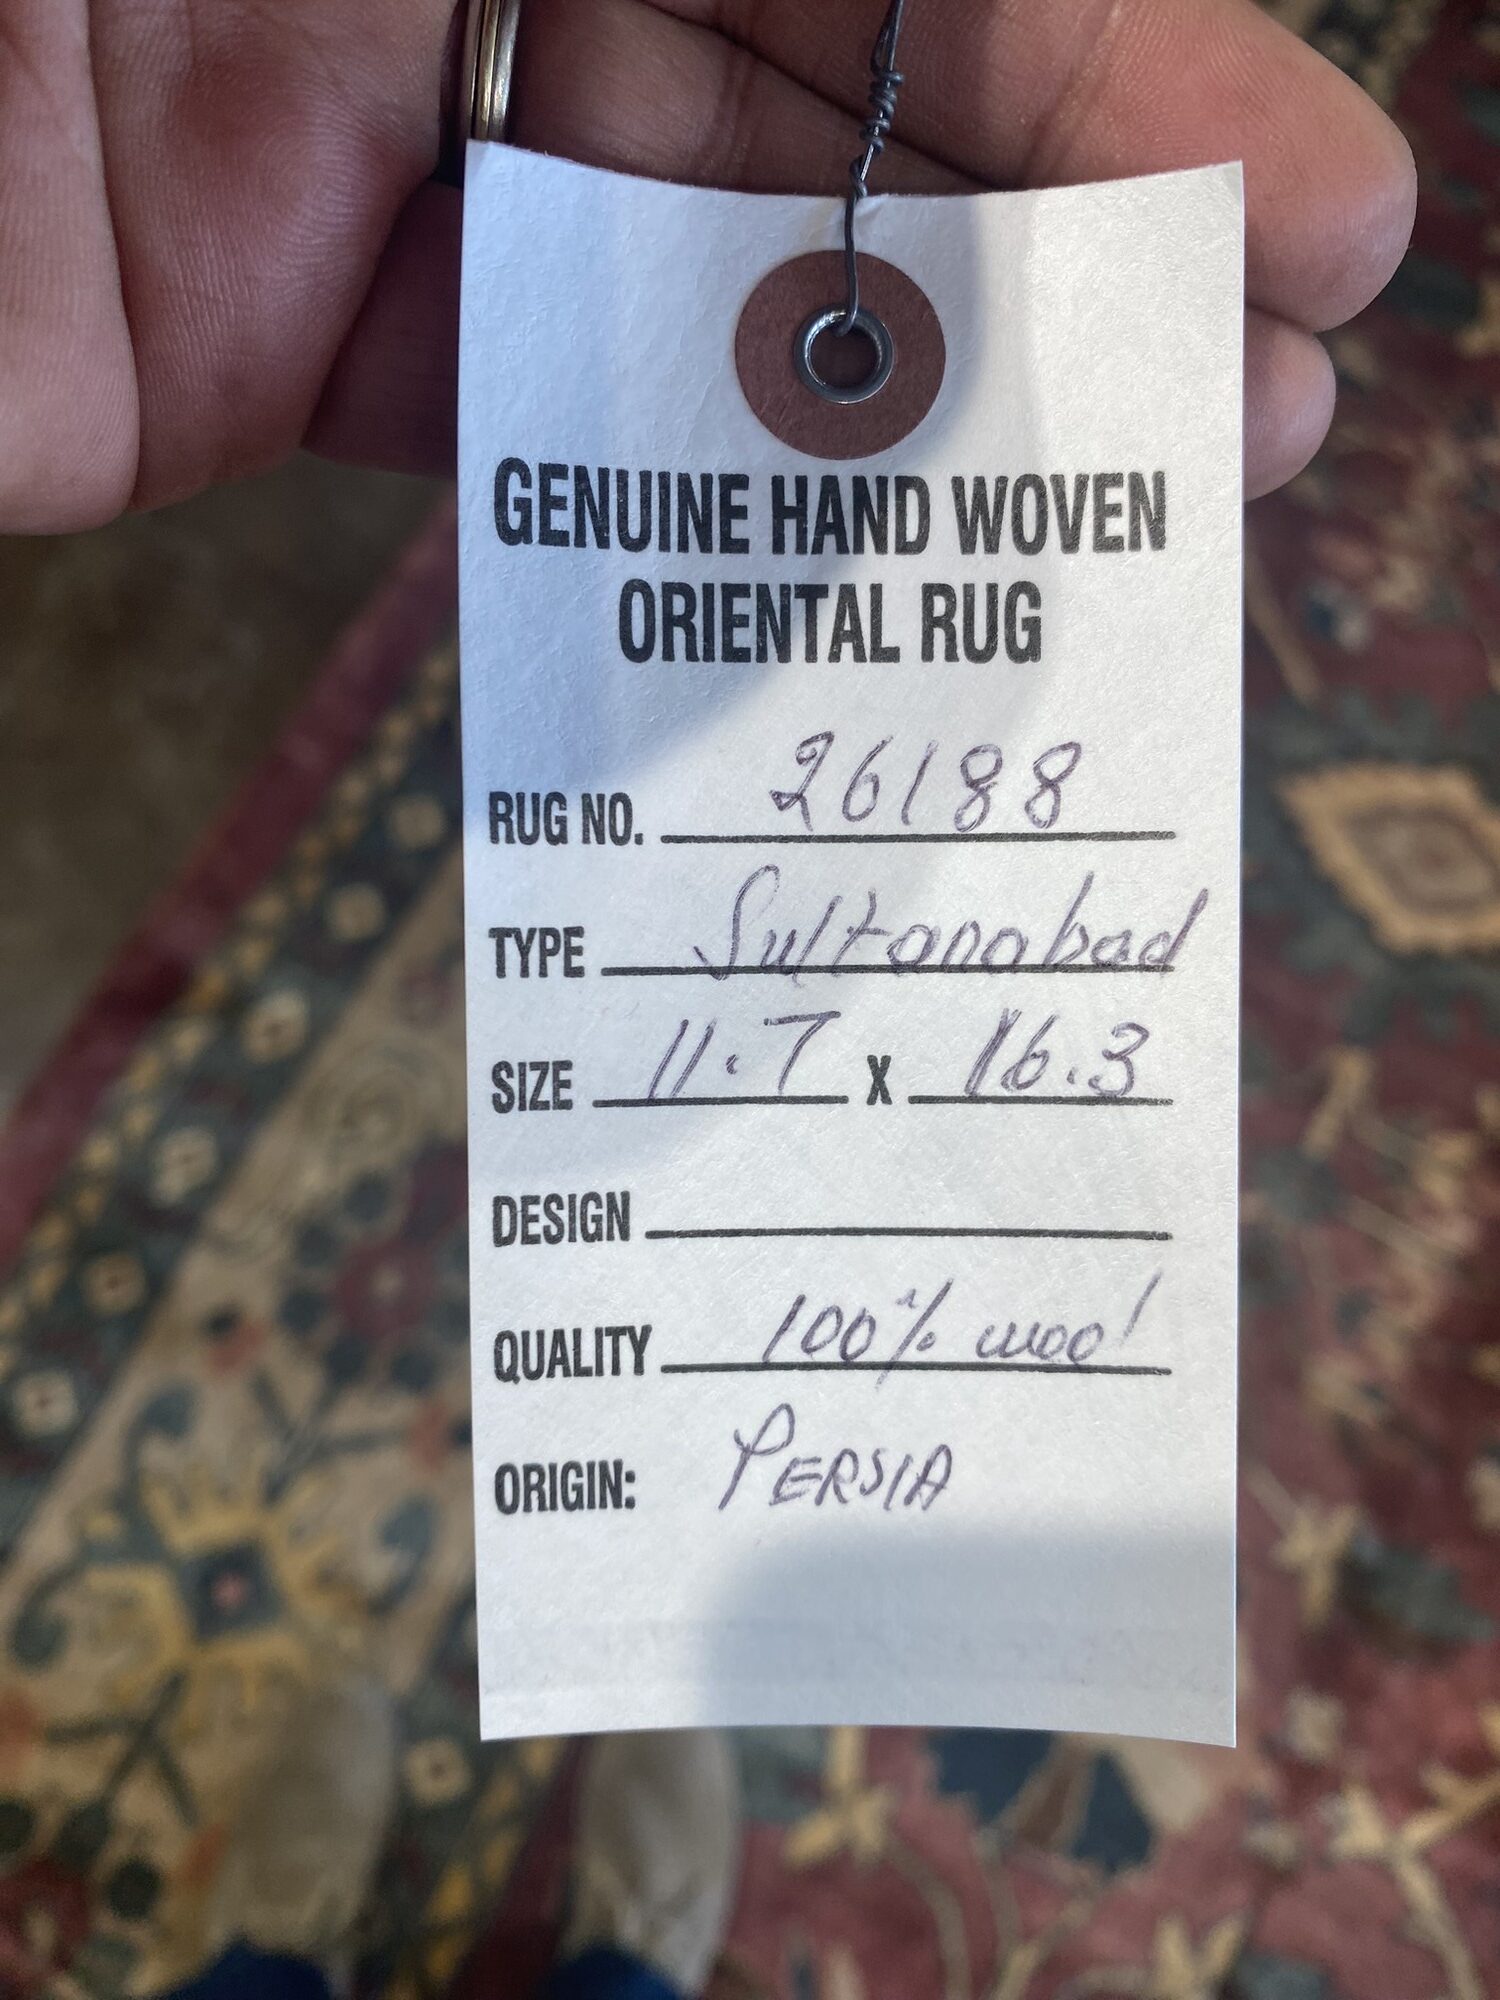 GENUINE HAND WOVEN
ORIENTAL RUG
RUG NO. 26188
TYPE Sultanabad
SIZE 11.7 X 16.3
DESIGN
QUALITY 100% wool
ORIGIN: PERSIA